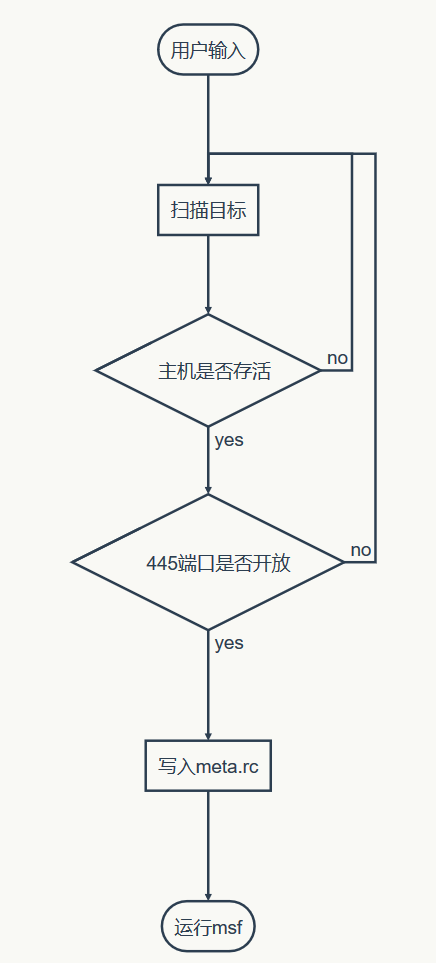 用户输入
扫描目标
主机是否存活
no
yes
445端口是否开放
no
yes
写入meta.rc
运行msf